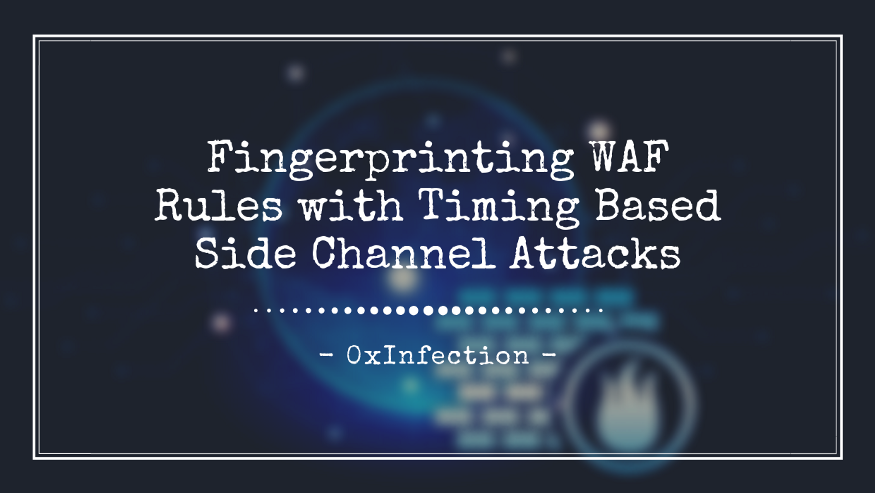 Fingerprinting WAF
Rules with Timing Based
Side Channel Attacks
- 0xInfection -